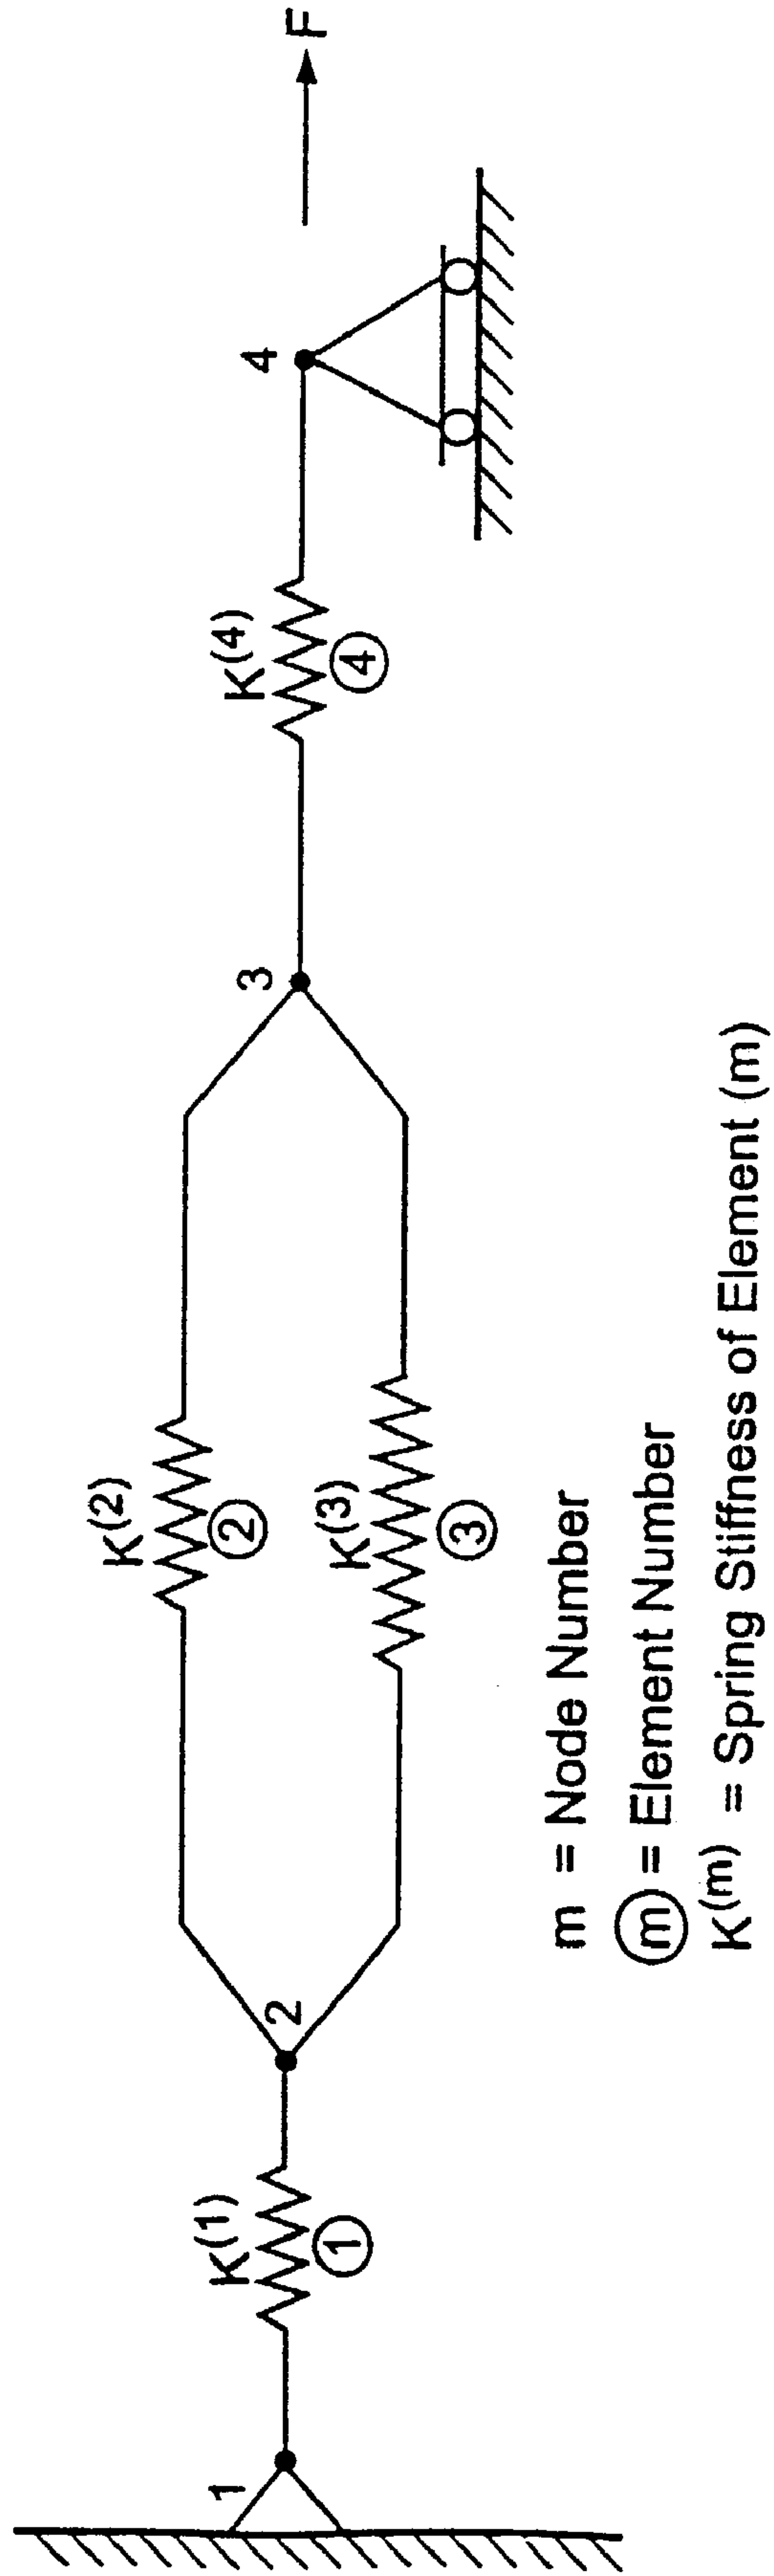 K(2)
②
K(3)
③
1
K(1)
①
2
3
K(4)
④
4
F
m = Node Number
ⓜ = Element Number
K(m) = Spring Stiffness of Element (m)